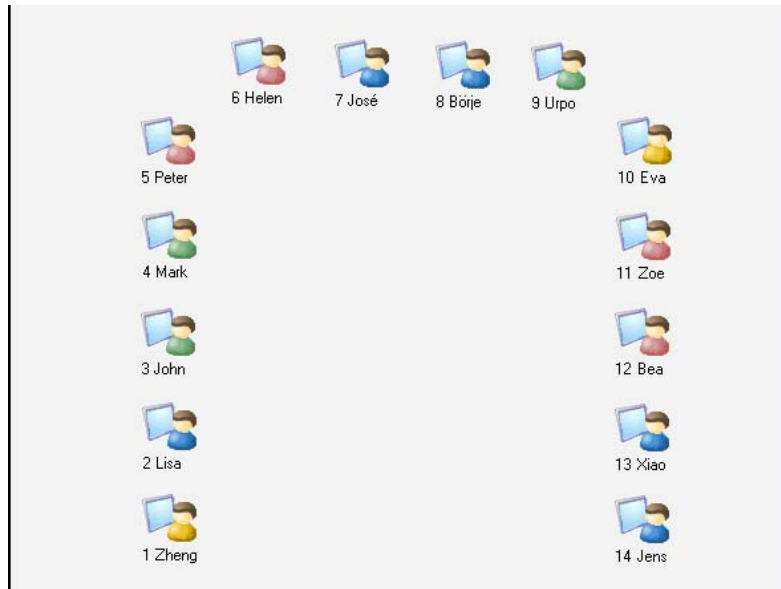 6 Helen
7 José
8 Börje
9 Urpo
5 Peter
10 Eva
4 Mark
11 Zoe
3 John
12 Bea
2 Lisa
13 Xiao
1 Zheng
14 Jens